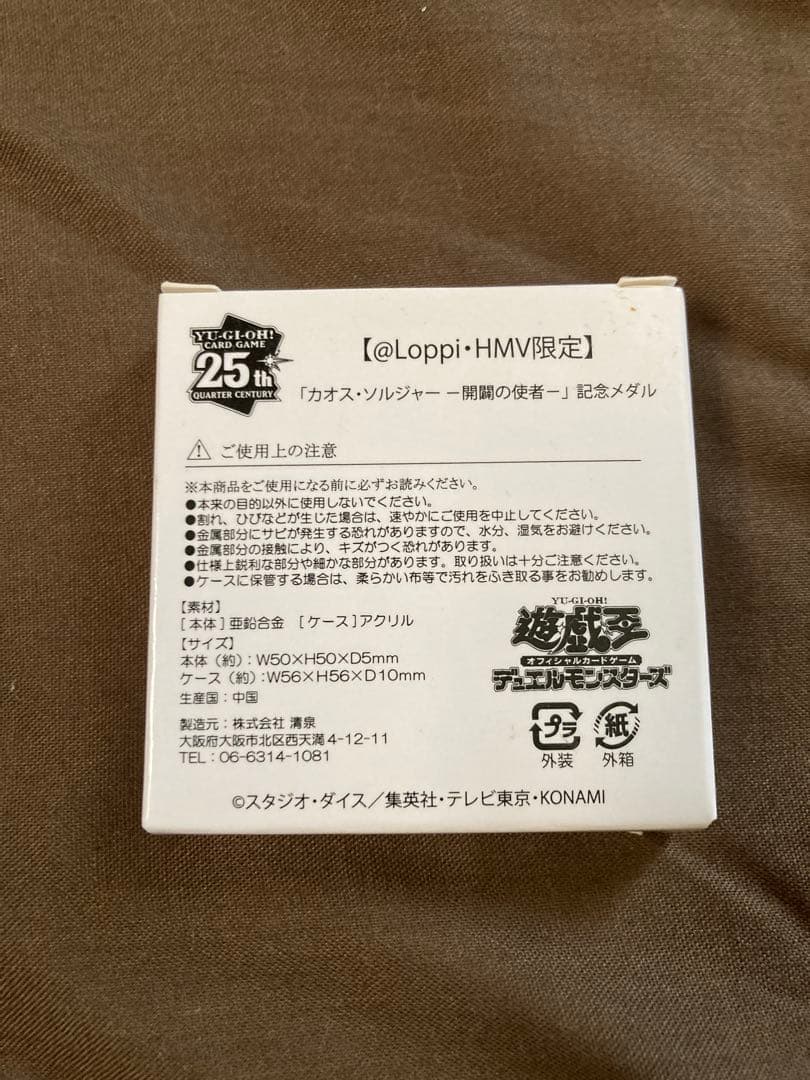 YU-GI-OH!
CARD GAME
25th
QUARTER CENTURY
【@Loppi・HMV限定】
「カオス・ソルジャー －開闢の使者－」記念メダル
ご使用上の注意
※本商品をご使用になる前に必ずお読みください。
●本来の目的以外に使用しないでください。
●割れ、ひびなどが生じた場合は、速やかにご使用を中止してください。
●金属部分にサビが発生する恐れがありますので、水分、湿気をお避けください。
●金属部分の接触により、キズがつく恐れがあります。
●仕様上鋭利な部分や細かな部分があります。取り扱いは十分ご注意ください。
●ケースに保管する場合は、柔らかい布等で汚れをふき取る事をお勧めします。
【素材】
[本体]亜鉛合金 [ケース]アクリル
【サイズ】
本体（約）：W50×H50×D5mm
ケース（約）：W56×H56×D10mm
生産国：中国
製造元：株式会社 清泉
大阪府大阪市北区西天満4-12-11
TEL：06-6314-1081
YU-GI-OH!
遊戯王
オフィシャルカードゲーム
デュエルモンスターズ
プラ 紙
外装 外箱
©スタジオ・ダイス／集英社・テレビ東京・KONAMI